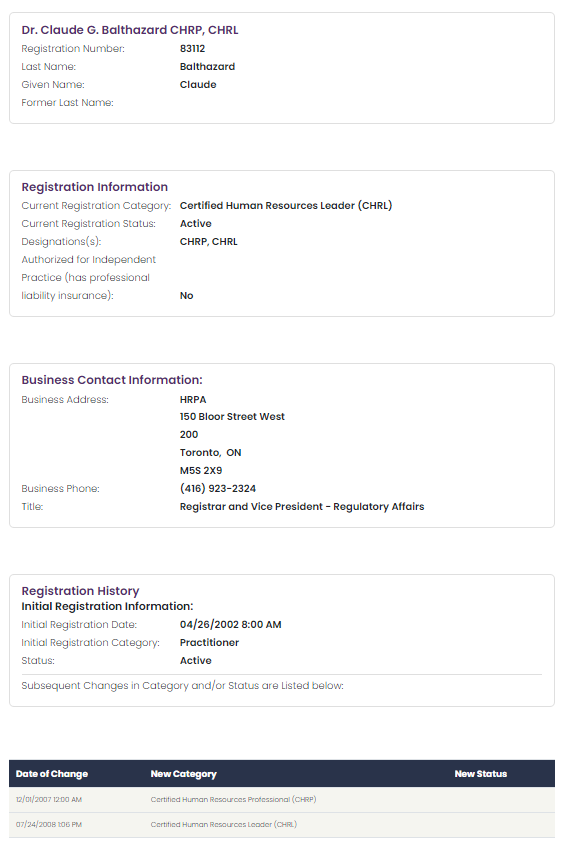 Dr. Claude G. Balthazard CHRP, CHRL
Registration Number: 83112
Last Name: Balthazard
Given Name: Claude
Former Last Name:
Registration Information
Current Registration Category: Certified Human Resources Leader (CHRL)
Current Registration Status: Active
Designations(s): CHRP, CHRL
Authorized for Independent
Practice (has professional
liability insurance): No
Business Contact Information:
Business Address: HRPA
150 Bloor Street West
200
Toronto, ON
M5S 2X9
Business Phone: (416) 923-2324
Title: Registrar and Vice President - Regulatory Affairs
Registration History
Initial Registration Information:
Initial Registration Date: 04/26/2002 8:00 AM
Initial Registration Category: Practitioner
Status: Active
Subsequent Changes in Category and/or Status are Listed below:
Date of Change New Category New Status
12/01/2007 12:00 AM Certified Human Resources Professional (CHRP)
07/24/2008 1:06 PM Certified Human Resources Leader (CHRL)